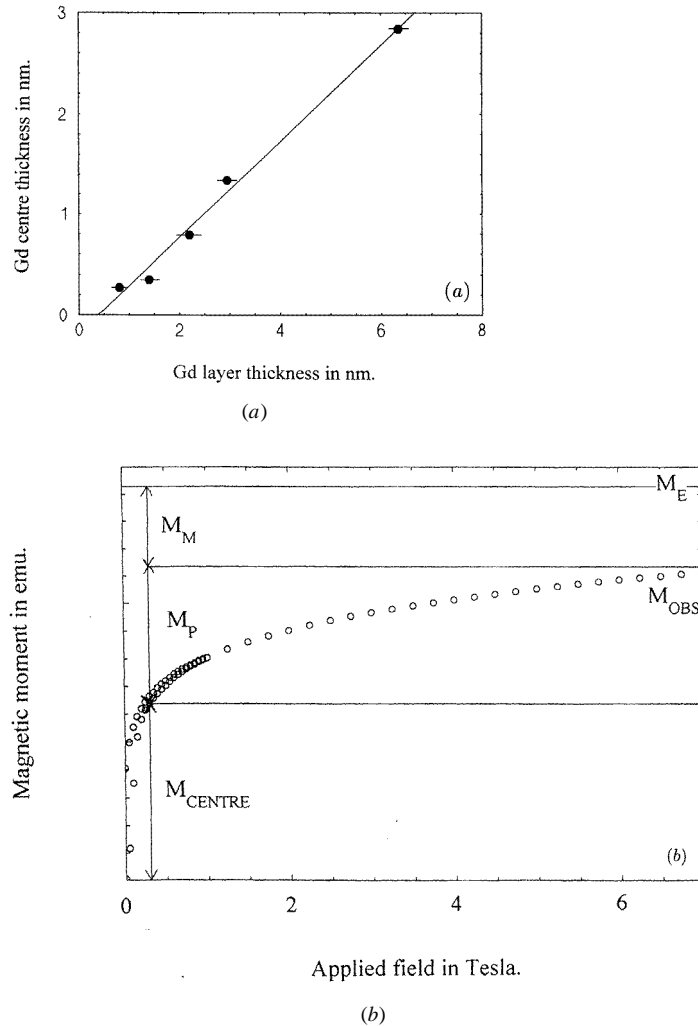 3
2
1
0
Gd centre thickness in nm.
(a)
0 2 4 6 8
Gd layer thickness in nm.
(a)
Magnetic moment in emu.
M_E
M_M
M_OBS
M_P
M_CENTRE
(b)
0 2 4 6
Applied field in Tesla.
(b)